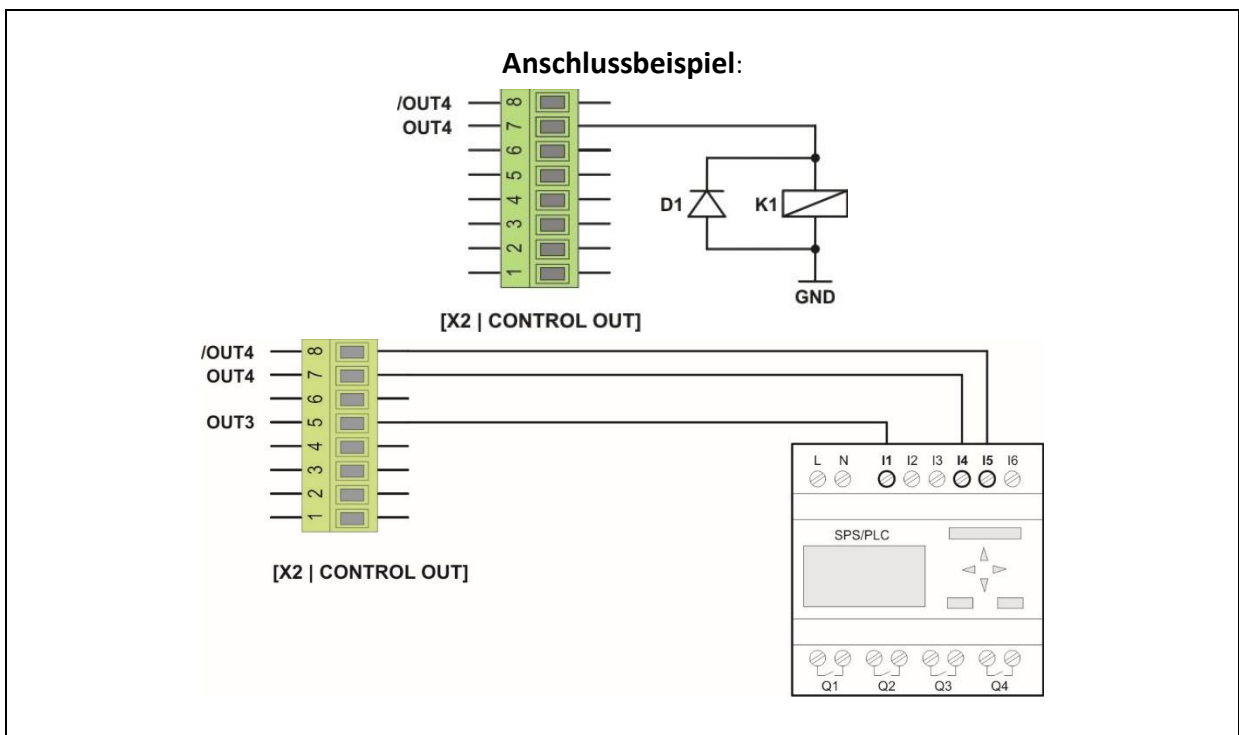 Anschlussbeispiel:
/OUT4
OUT4
8
7
6
5
4
3
2
1
D1
K1
GND
[X2 | CONTROL OUT]
/OUT4
OUT4
OUT3
8
7
6
5
4
3
2
1
[X2 | CONTROL OUT]
L N I1 I2 I3 I4 I5 I6
SPS/PLC
Q1 Q2 Q3 Q4